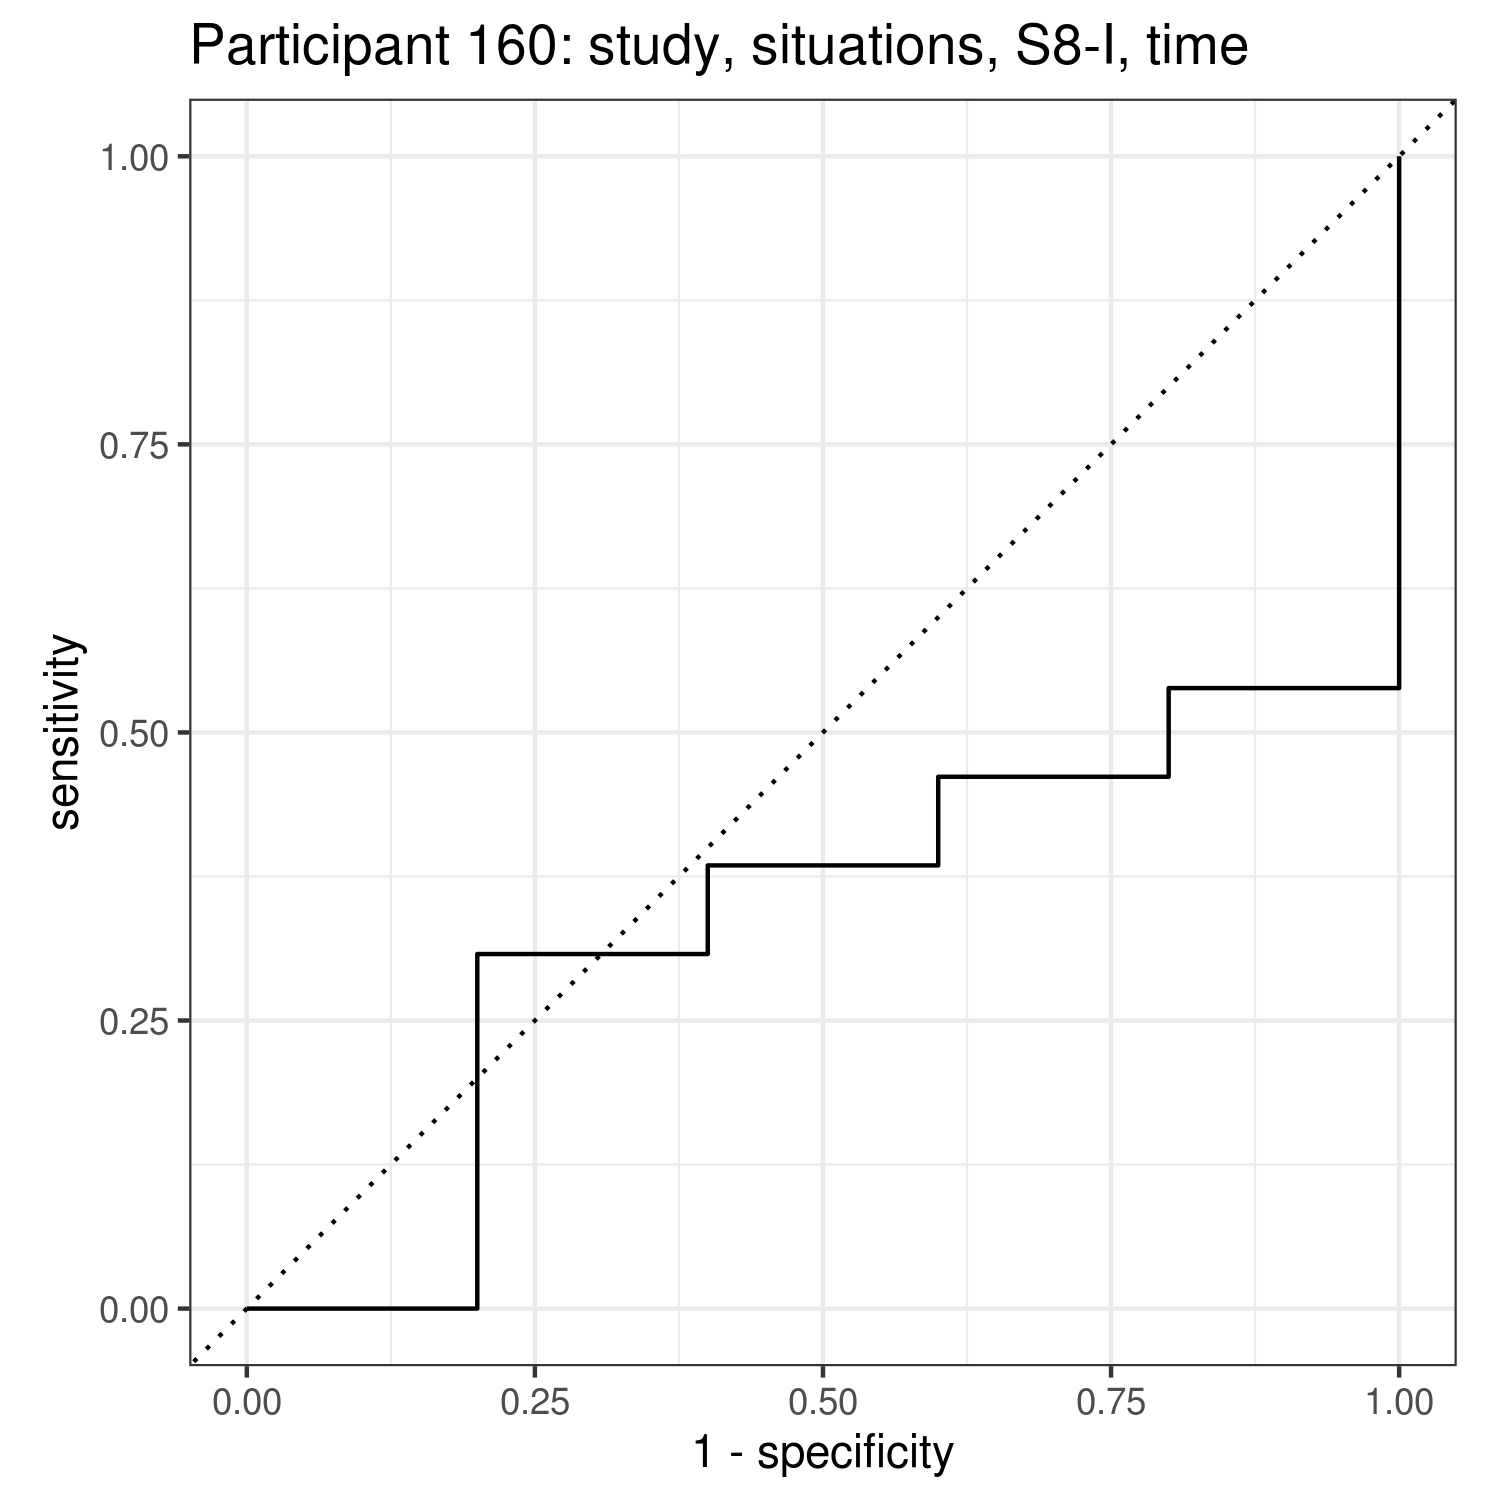 Participant 160: study, situations, S8-I, time
1.00
0.75
0.50
0.25
0.00
sensitivity
0.00 0.25 0.50 0.75 1.00
1 - specificity